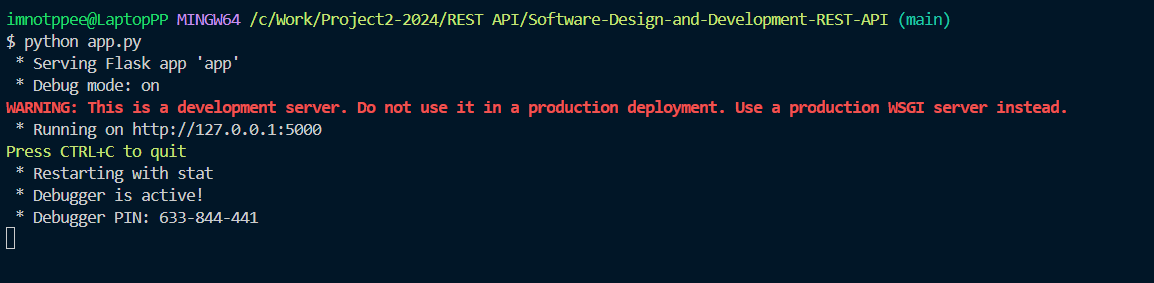 imnotppee@LaptopPP MINGW64 /c/Work/Project2-2024/REST API/Software-Design-and-Development-REST-API (main)
$ python app.py
 * Serving Flask app 'app'
 * Debug mode: on
WARNING: This is a development server. Do not use it in a production deployment. Use a production WSGI server instead.
 * Running on http://127.0.0.1:5000
Press CTRL+C to quit
 * Restarting with stat
 * Debugger is active!
 * Debugger PIN: 633-844-441